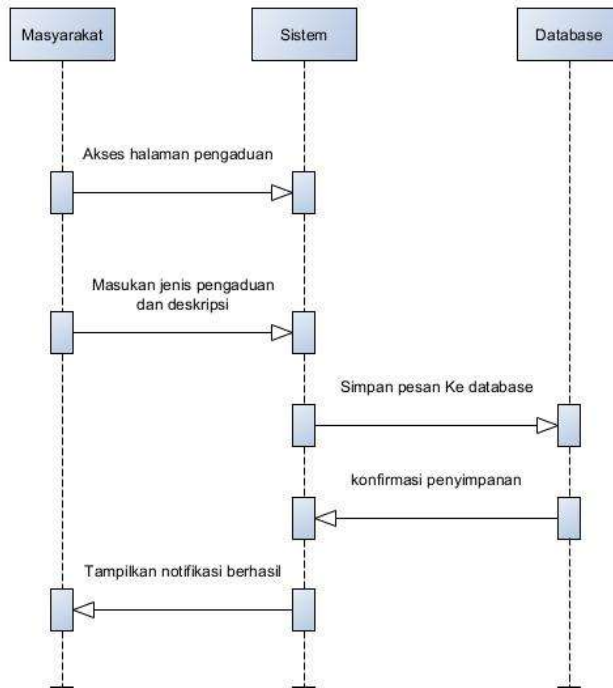 Masyarakat
Sistem
Database
Akses halaman pengaduan
Masukan jenis pengaduan
dan deskripsi
Simpan pesan Ke database
konfirmasi penyimpanan
Tampilkan notifikasi berhasil